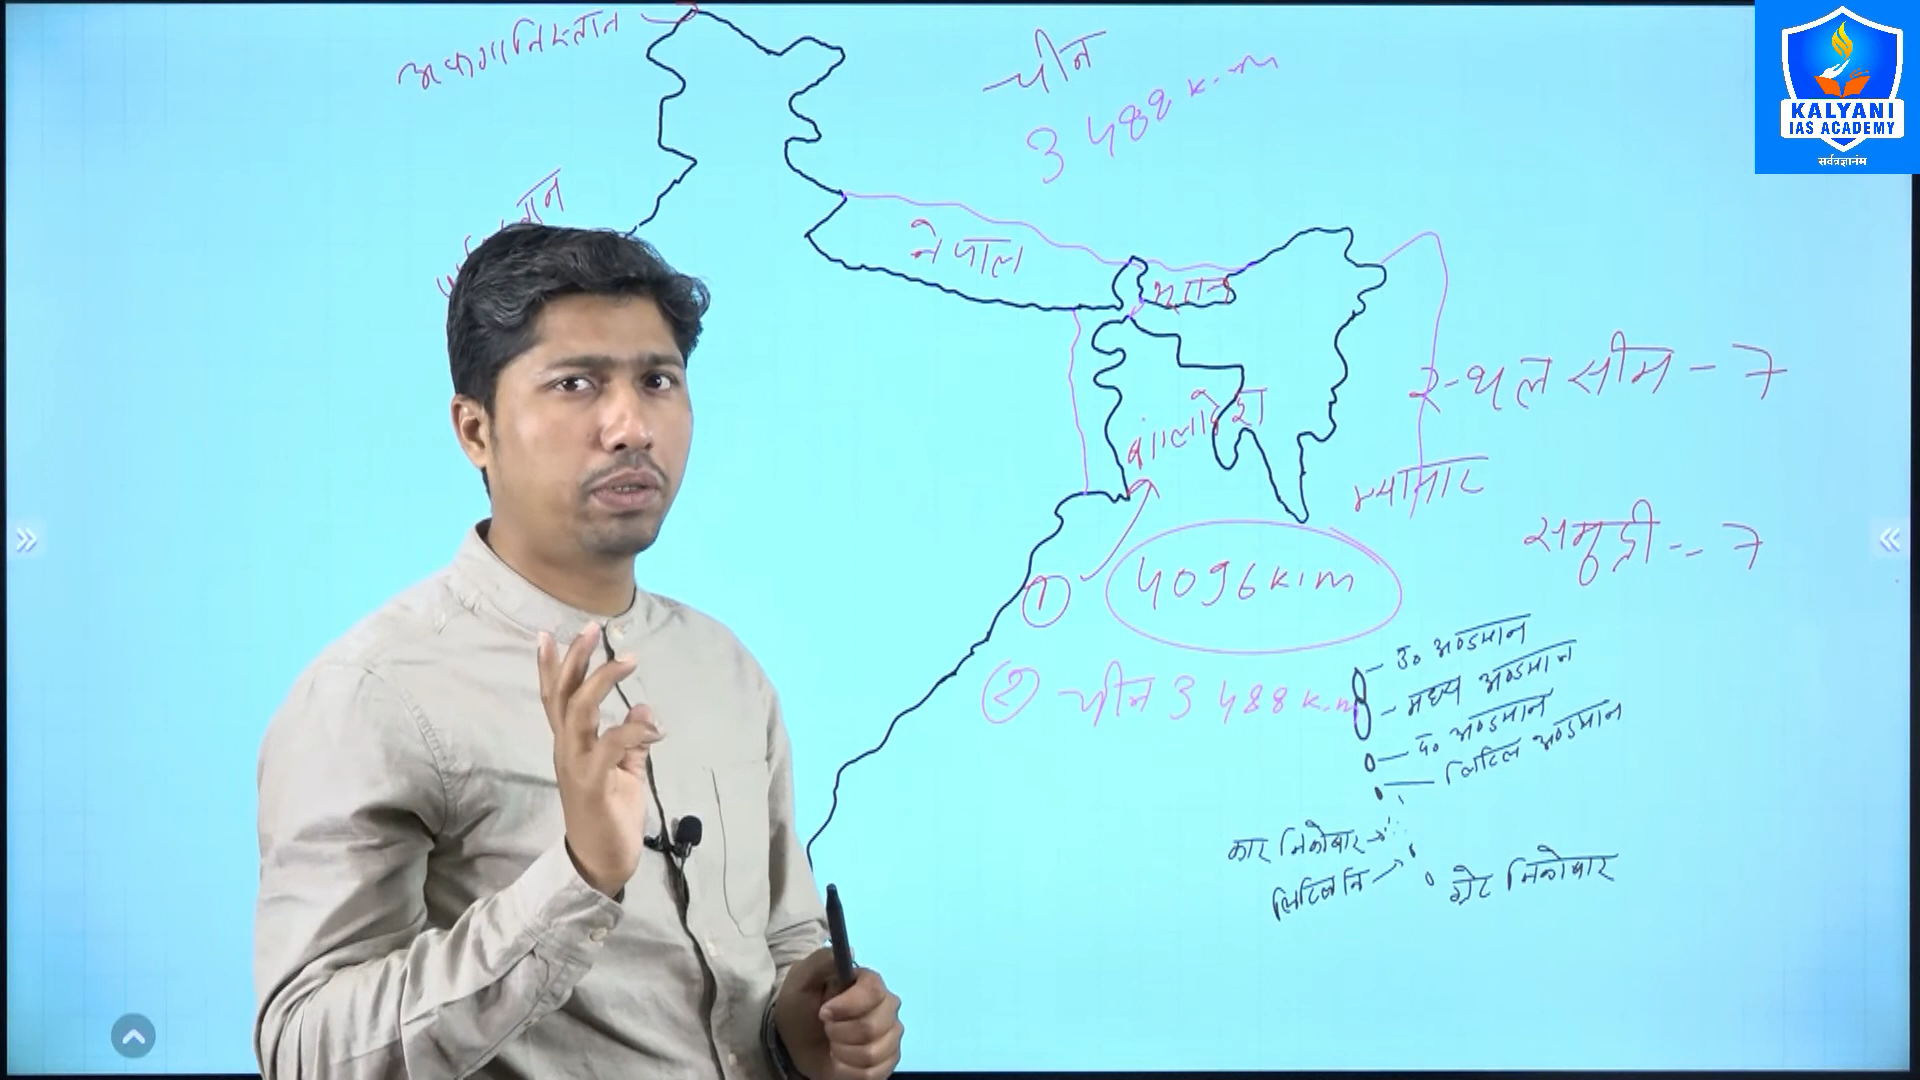 अफगानिस्तान
चीन
3488 k.m
KALYANI
IAS ACADEMY
सर्वत्रज्ञानंम
नेपाल
भूटान
स्थल सीम - 7
बांग्लादेश
म्यामार
समुद्री -- 7
① 4096 k.m
② चीन 3488 k.m
उ० अण्डमान
मध्य अण्डमान
द० अण्डमान
लिटिल अण्डमान
कार निकोबार
लिटिल नि
ग्रेट निकोबार